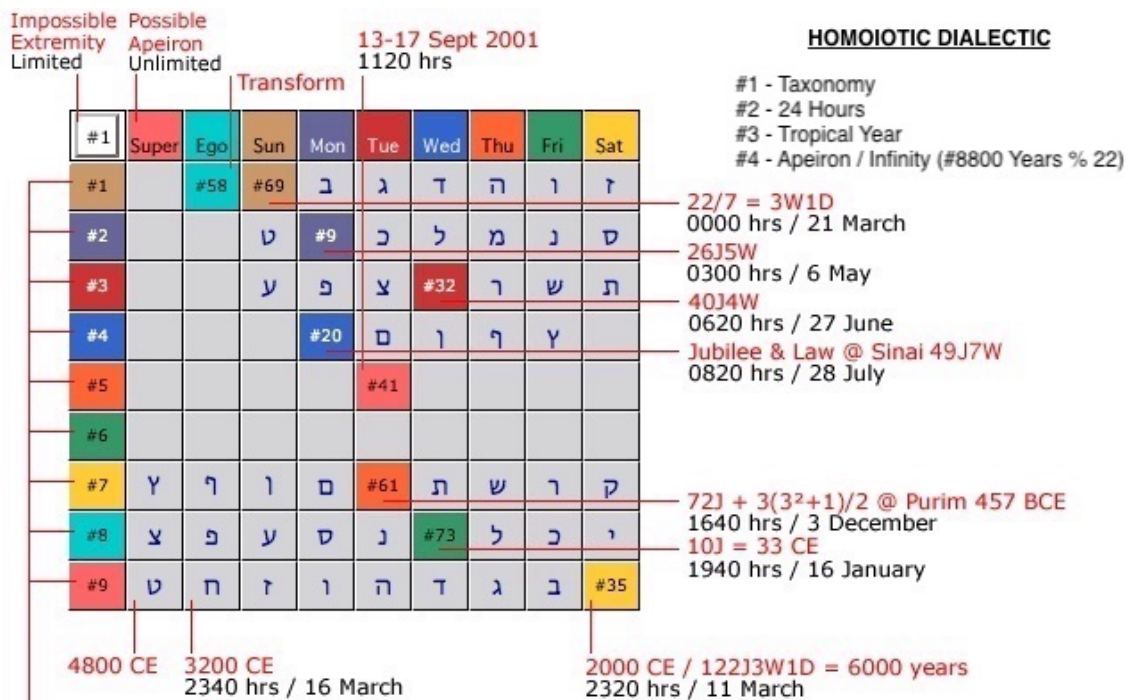 Impossible Possible
Extremity Apeiron
Limited Unlimited
Transform
13-17 Sept 2001
1120 hrs
HOMOIOTIC DIALECTIC
#1 - Taxonomy
#2 - 24 Hours
#3 - Tropical Year
#4 - Apeiron / Infinity (#8800 Years % 22)
#1 Super Ego Sun Mon Tue Wed Thu Fri Sat
#1 #58 #69 ב ג ד ה ו ז
#2 ט #9 כ ל מ נ ס
#3 ע פ צ #32 ר ש ת
#4 #20 ם ן ף ץ
#5 #41
#6
#7 ץ ף ן ם #61 ת ש ר ק
#8 צ פ ע ס נ #73 ל כ י
#9 ט ח ז ו ה ד ג ב #35
22/7 = 3W1D
0000 hrs / 21 March
26J5W
0300 hrs / 6 May
40J4W
0620 hrs / 27 June
Jubilee & Law @ Sinai 49J7W
0820 hrs / 28 July
72J + 3(3²+1)/2 @ Purim 457 BCE
1640 hrs / 3 December
10J = 33 CE
1940 hrs / 16 January
4800 CE
3200 CE
2340 hrs / 16 March
2000 CE / 122J3W1D = 6000 years
2320 hrs / 11 March